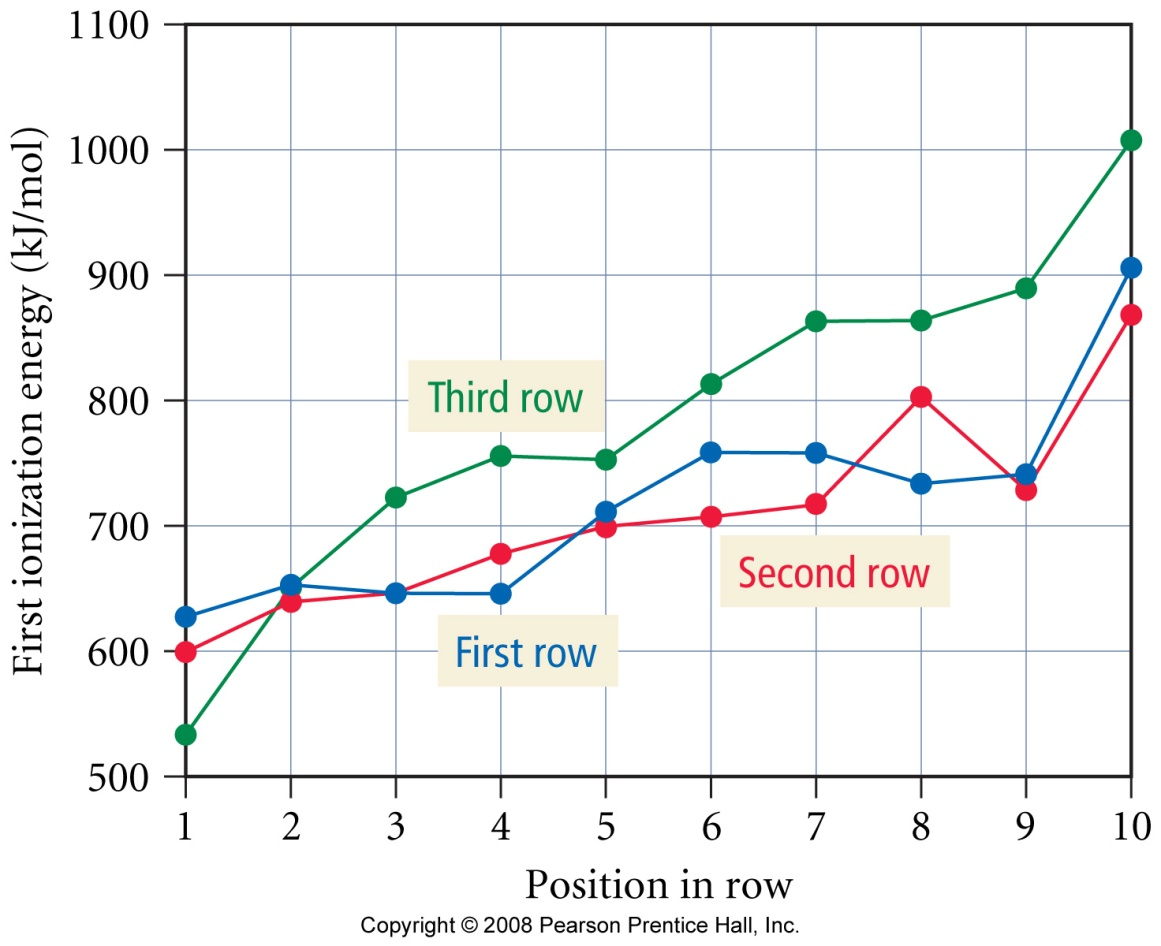 First ionization energy (kJ/mol)
1100
1000
900
800
700
600
500
Third row
Second row
First row
1 2 3 4 5 6 7 8 9 10
Position in row
Copyright © 2008 Pearson Prentice Hall, Inc.